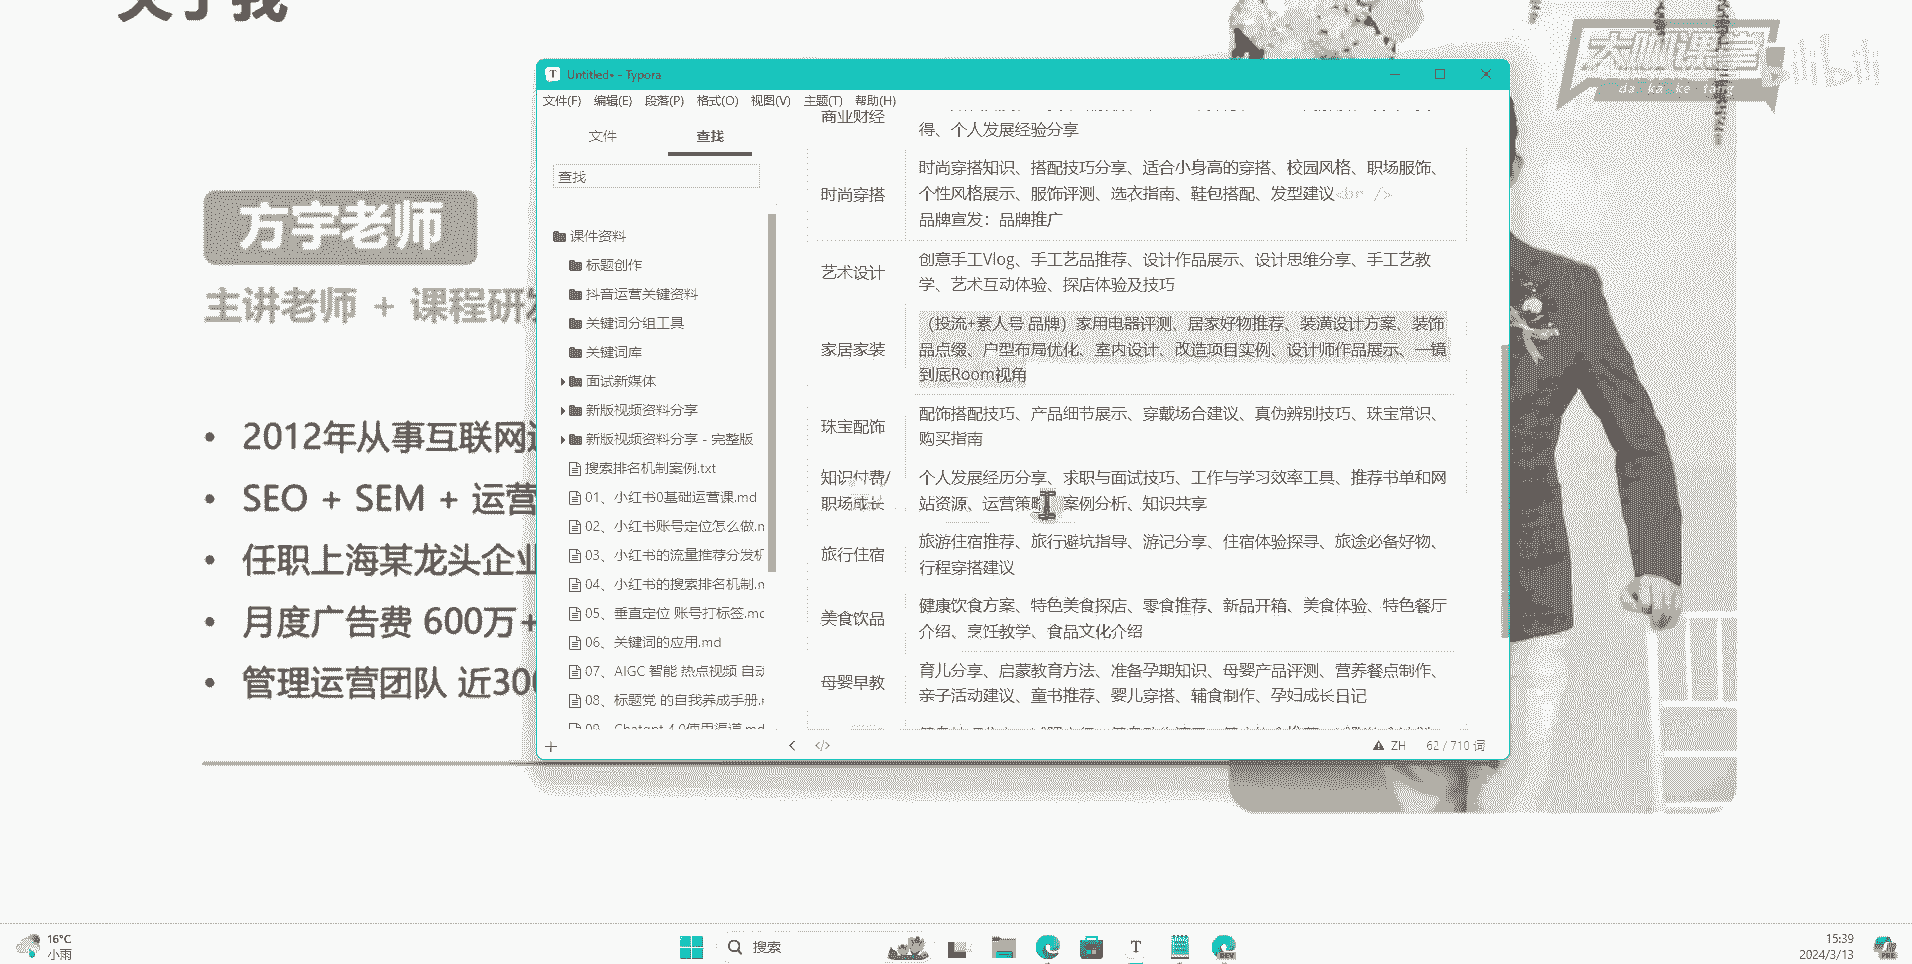 关于我
大咖课堂
bilibili
da·ka·ke·tang
方宇老师
主讲老师 + 课程研
2012年从事互联网
SEO + SEM + 运营
任职上海某龙头企业
月度广告费 600万+
管理运营团队 近30
Untitled• - Typora
文件(F) 编辑(E) 段落(P) 格式(O) 视图(V) 主题(T) 帮助(H)
文件 查找
查找
课件资料
标题创作
抖音运营关键资料
关键词分组工具
关键词库
面试新媒体
新版视频资料分享
新版视频资料分享 - 完整版
搜索排名机制案例.txt
01、小红书0基础运营课.md
02、小红书账号定位怎么做.m
03、小红书的流量推荐分发机
04、小红书的搜索排名机制.m
05、垂直定位 账号打标签.mc
06、关键词的应用.md
07、AIGC 智能 热点视频 自动
08、标题党 的自我养成手册.
09、Chatgpt 4.0使用渠道.md
商业财经
得、个人发展经验分享
时尚穿搭
时尚穿搭知识、搭配技巧分享、适合小身高的穿搭、校园风格、职场服饰、
个性风格展示、服饰评测、选衣指南、鞋包搭配、发型建议<br />
品牌宣发：品牌推广
艺术设计
创意手工Vlog、手工艺品推荐、设计作品展示、设计思维分享、手工艺教
学、艺术互动体验、探店体验及技巧
家居家装
（投流+素人号 品牌）家用电器评测、居家好物推荐、装潢设计方案、装饰
品点缀、户型布局优化、室内设计、改造项目实例、设计师作品展示、一镜
到底Room视角
珠宝配饰
配饰搭配技巧、产品细节展示、穿戴场合建议、真伪辨别技巧、珠宝常识、
购买指南
知识付费/
职场成长
个人发展经历分享、求职与面试技巧、工作与学习效率工具、推荐书单和网
站资源、运营策略、案例分析、知识共享
旅行住宿
旅游住宿推荐、旅行避坑指导、游记分享、住宿体验探寻、旅途必备好物、
行程穿搭建议
美食饮品
健康饮食方案、特色美食探店、零食推荐、新品开箱、美食体验、特色餐厅
介绍、烹饪教学、食品文化介绍
母婴早教
育儿分享、启蒙教育方法、准备孕期知识、母婴产品评测、营养餐点制作、
亲子活动建议、童书推荐、婴儿穿搭、辅食制作、孕妇成长日记
ZH 62 / 710 词
16°C
小雨
搜索
15:39
2024/3/13